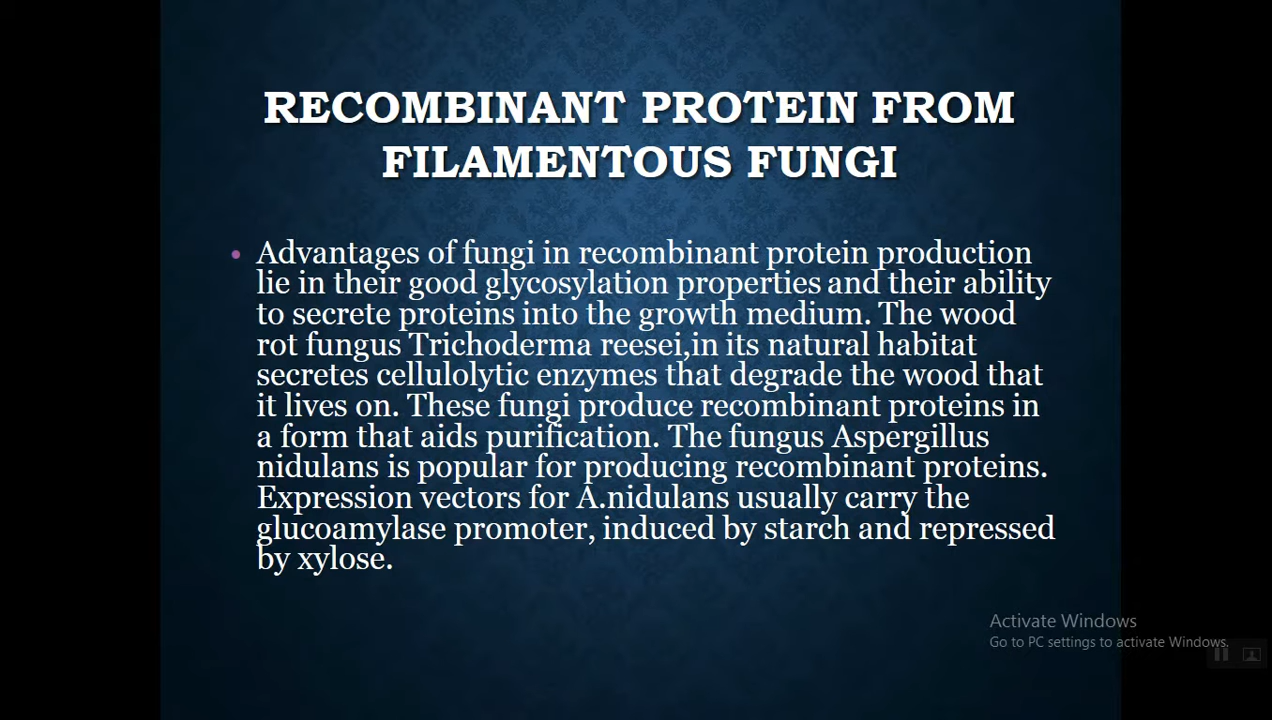 RECOMBINANT PROTEIN FROM
FILAMENTOUS FUNGI
• Advantages of fungi in recombinant protein production
lie in their good glycosylation properties and their ability
to secrete proteins into the growth medium. The wood
rot fungus Trichoderma reesei,in its natural habitat
secretes cellulolytic enzymes that degrade the wood that
it lives on. These fungi produce recombinant proteins in
a form that aids purification. The fungus Aspergillus
nidulans is popular for producing recombinant proteins.
Expression vectors for A.nidulans usually carry the
glucoamylase promoter, induced by starch and repressed
by xylose.
Activate Windows
Go to PC settings to activate Windows.